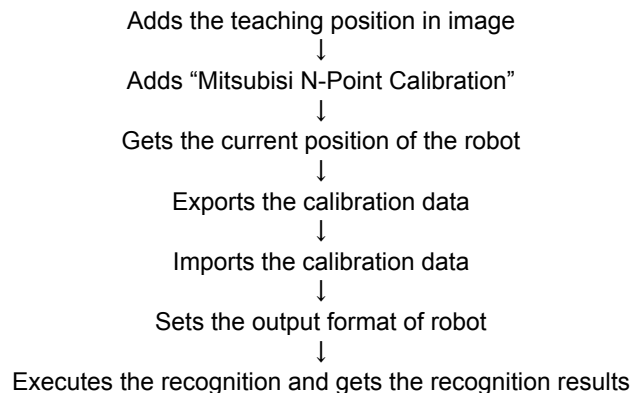 Adds the teaching position in image
↓
Adds “Mitsubisi N-Point Calibration”
↓
Gets the current position of the robot
↓
Exports the calibration data
↓
Imports the calibration data
↓
Sets the output format of robot
↓
Executes the recognition and gets the recognition results